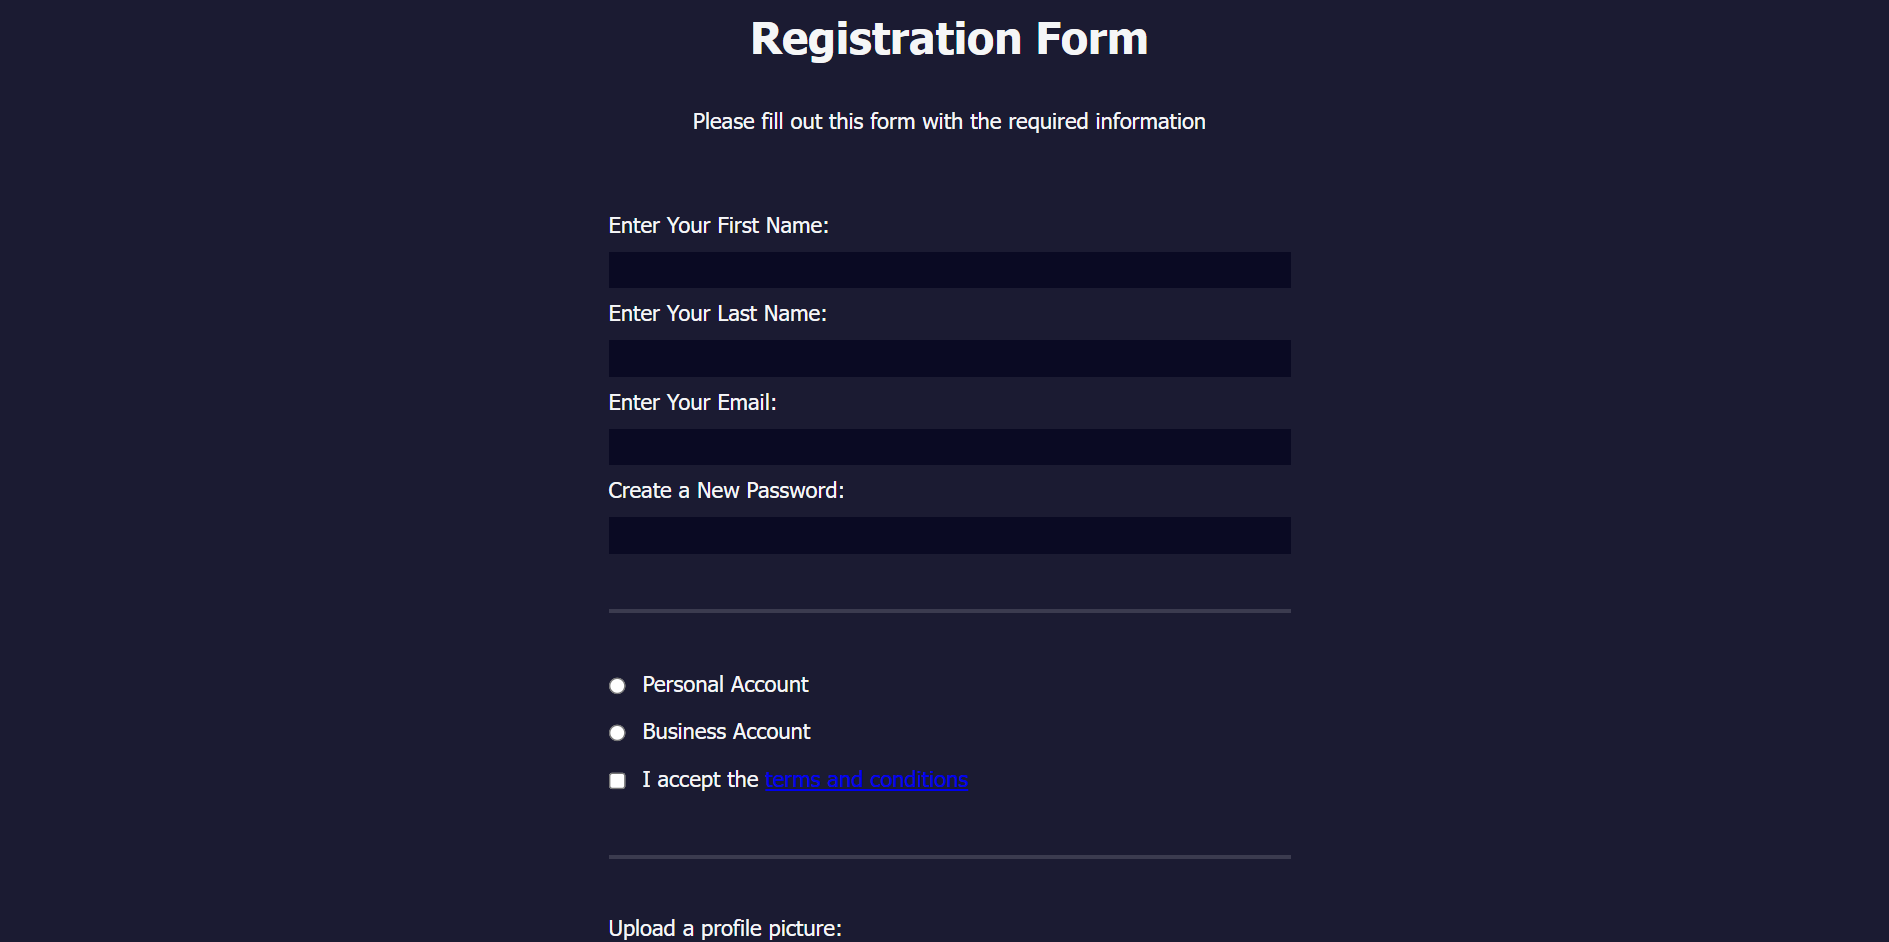 Registration Form
Please fill out this form with the required information
Enter Your First Name:
Enter Your Last Name:
Enter Your Email:
Create a New Password:
Personal Account
Business Account
I accept the terms and conditions
Upload a profile picture: